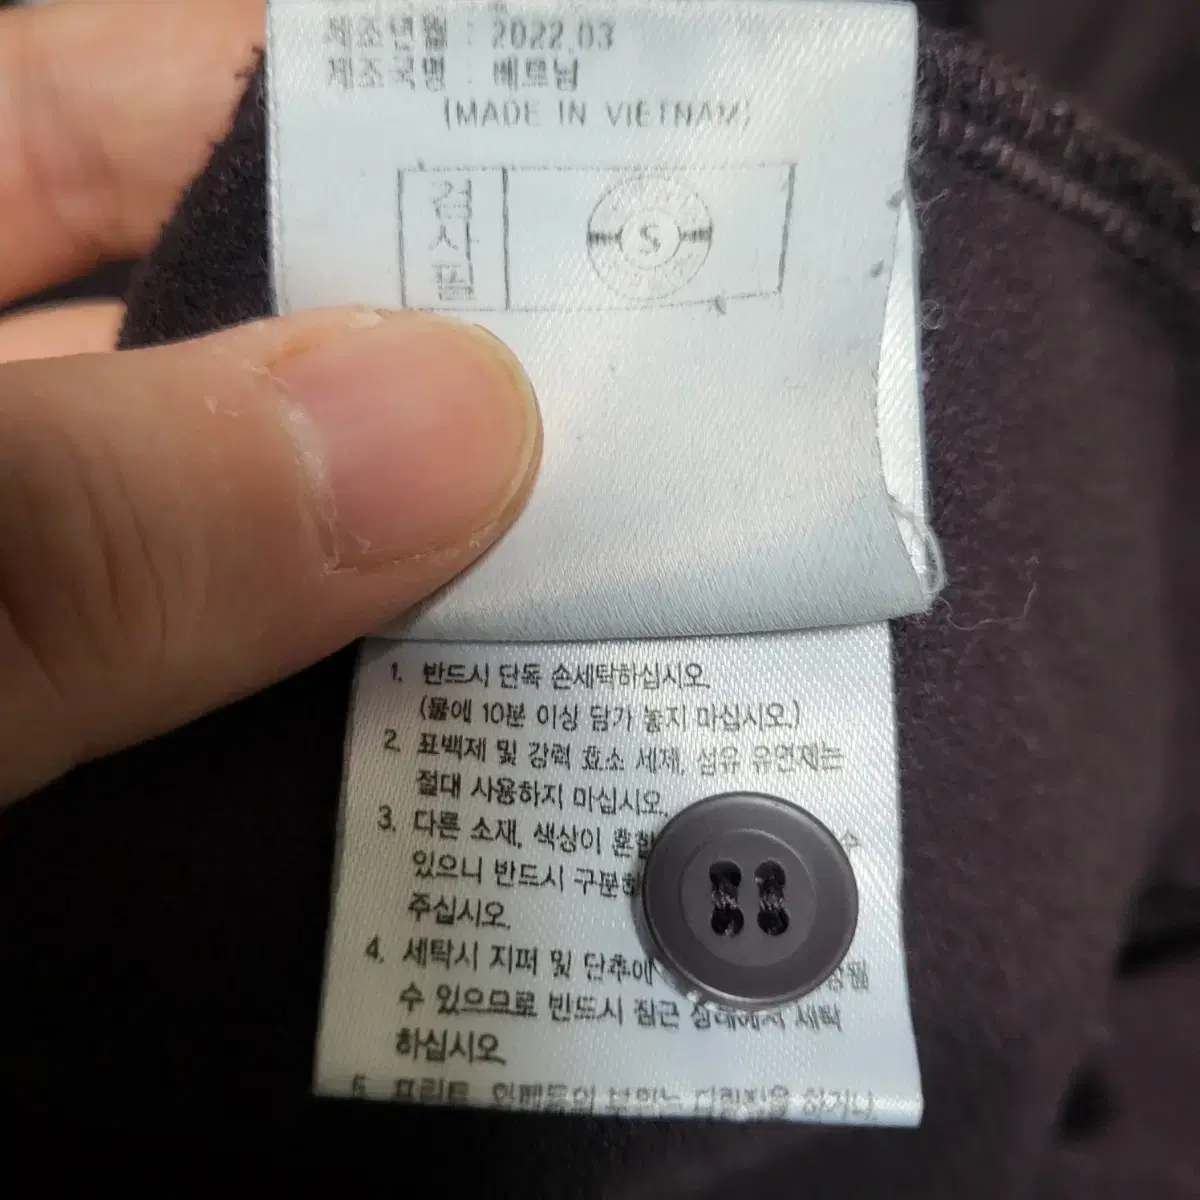 제조년월 : 2022.03
제조국명 : 베트남
(MADE IN VIETNAM)
검사필
S
1. 반드시 단독 손세탁하십시오.
(물에 10분 이상 담가 놓지 마십시오.)
2. 표백제 및 강력 효소 세제, 섬유 유연제는
절대 사용하지 마십시오.
3. 다른 소재, 색상이 혼합 수
있으니 반드시 구분하
주십시오.
4. 세탁시 지퍼 및 단추에
수 있으므로 반드시 잠근 상태에서 세탁
하십시오.
5. 프린트,